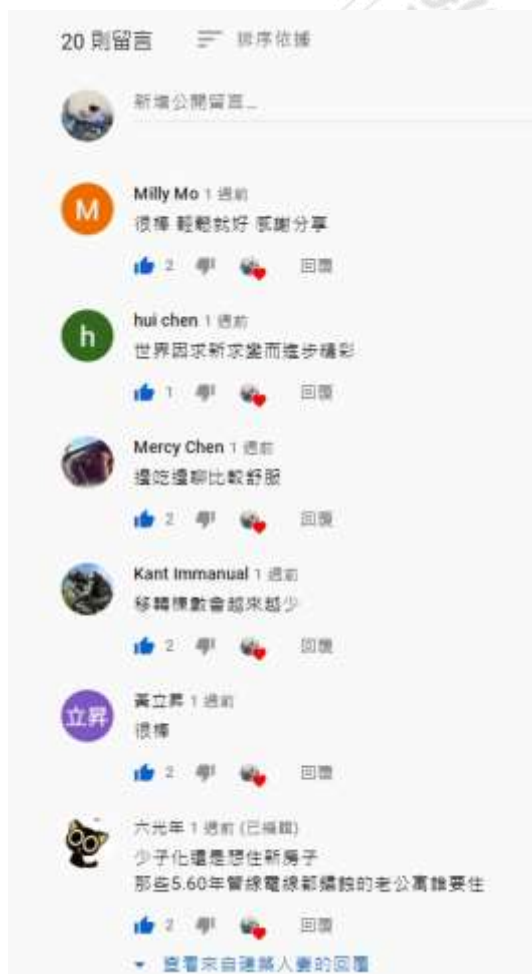 20 則留言 排序依據
新增公開留言...
M
Milly Mo 1 週前
很棒 輕鬆就好 感謝分享
2 回覆
h
hui chen 1 週前
世界因求新求變而進步精彩
1 回覆
Mercy Chen 1 週前
邊吃邊聊比較舒服
2 回覆
Kant Immanual 1 週前
移轉棟數會越來越少
2 回覆
立昇
黃立昇 1 週前
很棒
2 回覆
六光年 1 週前 (已編輯)
少子化還是想住新房子
那些5.60年管線電線都鏽蝕的老公寓誰要住
2 回覆
查看來自建築人妻的回覆